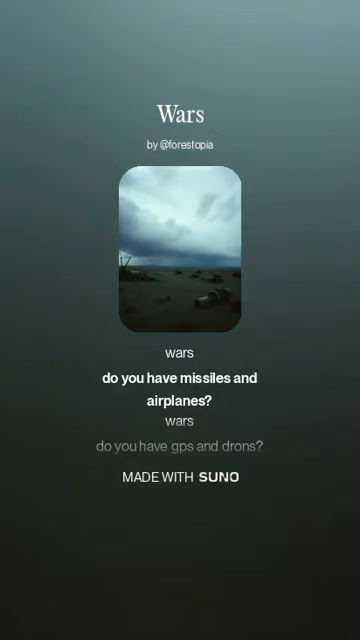 Wars
by @forestopia
wars
do you have missiles and
airplanes?
wars
do you have gps and drons?
MADE WITH SUNO